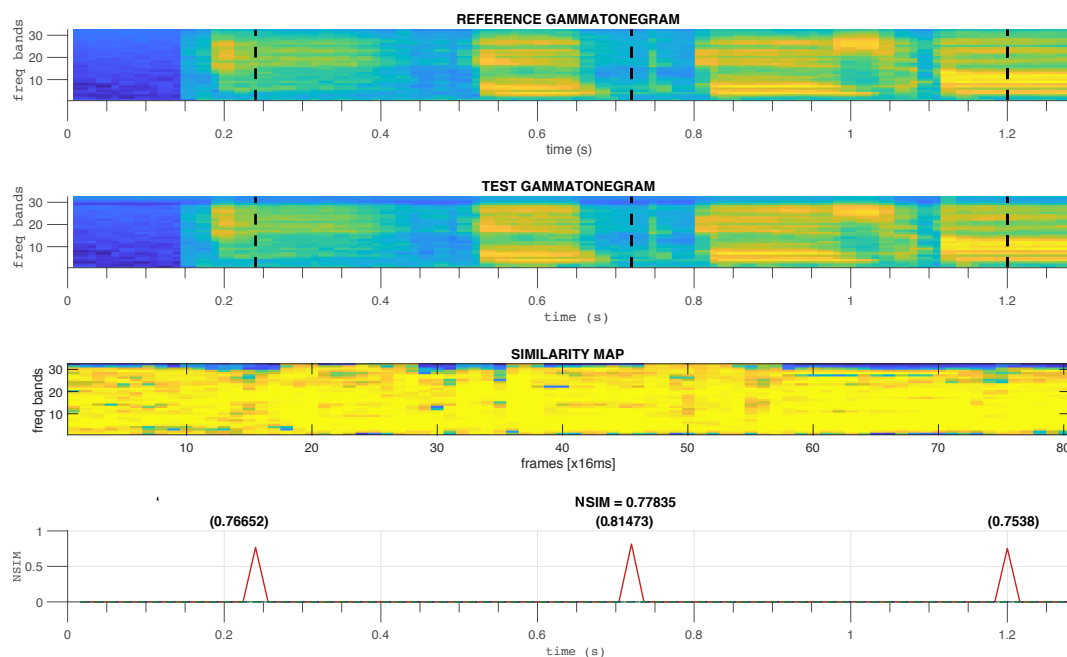 REFERENCE GAMMATONEGRAM
freq bands
30
20
10
0 0.2 0.4 0.6 0.8 1 1.2
time (s)
TEST GAMMATONEGRAM
freq bands
30
20
10
0 0.2 0.4 0.6 0.8 1 1.2
time (s)
SIMILARITY MAP
freq bands
30
20
10
10 20 30 40 50 60 70 80
frames [x16ms]
‘ NSIM = 0.77835
(0.76652) (0.81473) (0.7538)
NSIM
1
0.5
0
0 0.2 0.4 0.6 0.8 1 1.2
time (s)